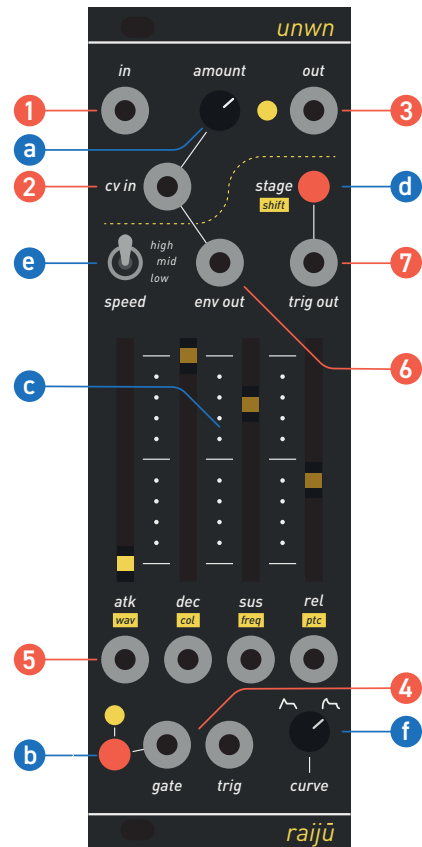 unwn
in amount out
1 3
a
2 cv in stage d
shift
e high
mid
low
7
speed env out trig out
6
c
atk dec sus rel
wav col freq ptc
5
4
b f
gate trig curve
raijū